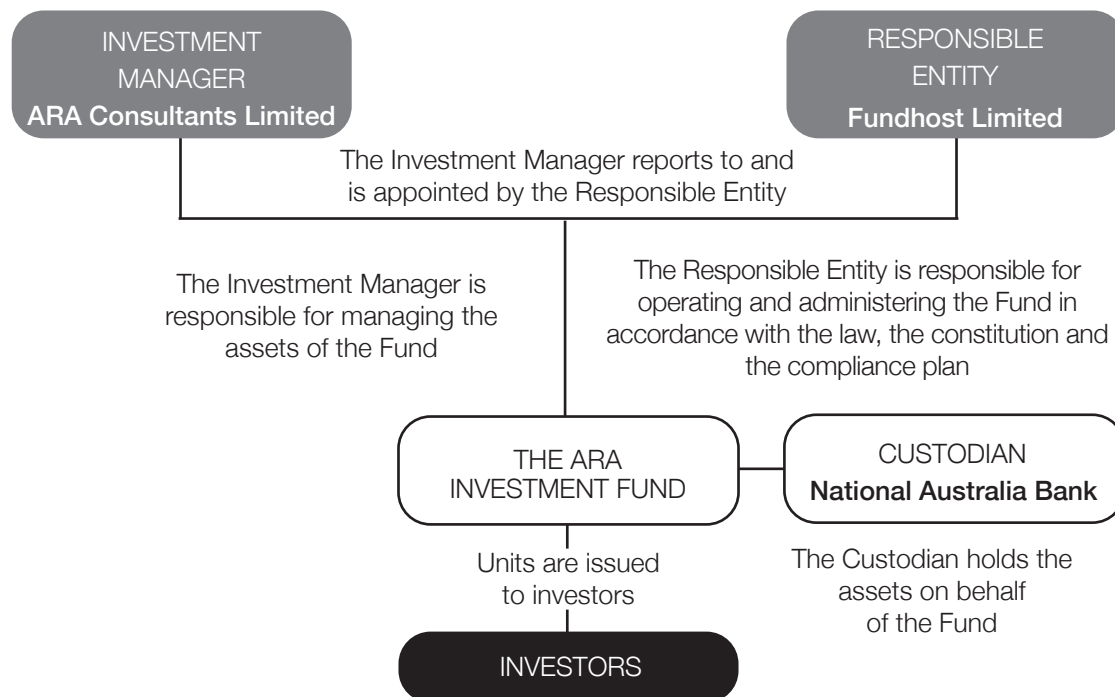 INVESTMENT
MANAGER
ARA Consultants Limited
RESPONSIBLE
ENTITY
Fundhost Limited
The Investment Manager reports to and
is appointed by the Responsible Entity
The Investment Manager is
responsible for managing the
assets of the Fund
The Responsible Entity is responsible for
operating and administering the Fund in
accordance with the law, the constitution and
the compliance plan
THE ARA
INVESTMENT FUND
CUSTODIAN
National Australia Bank
Units are issued
to investors
The Custodian holds the
assets on behalf
of the Fund
INVESTORS